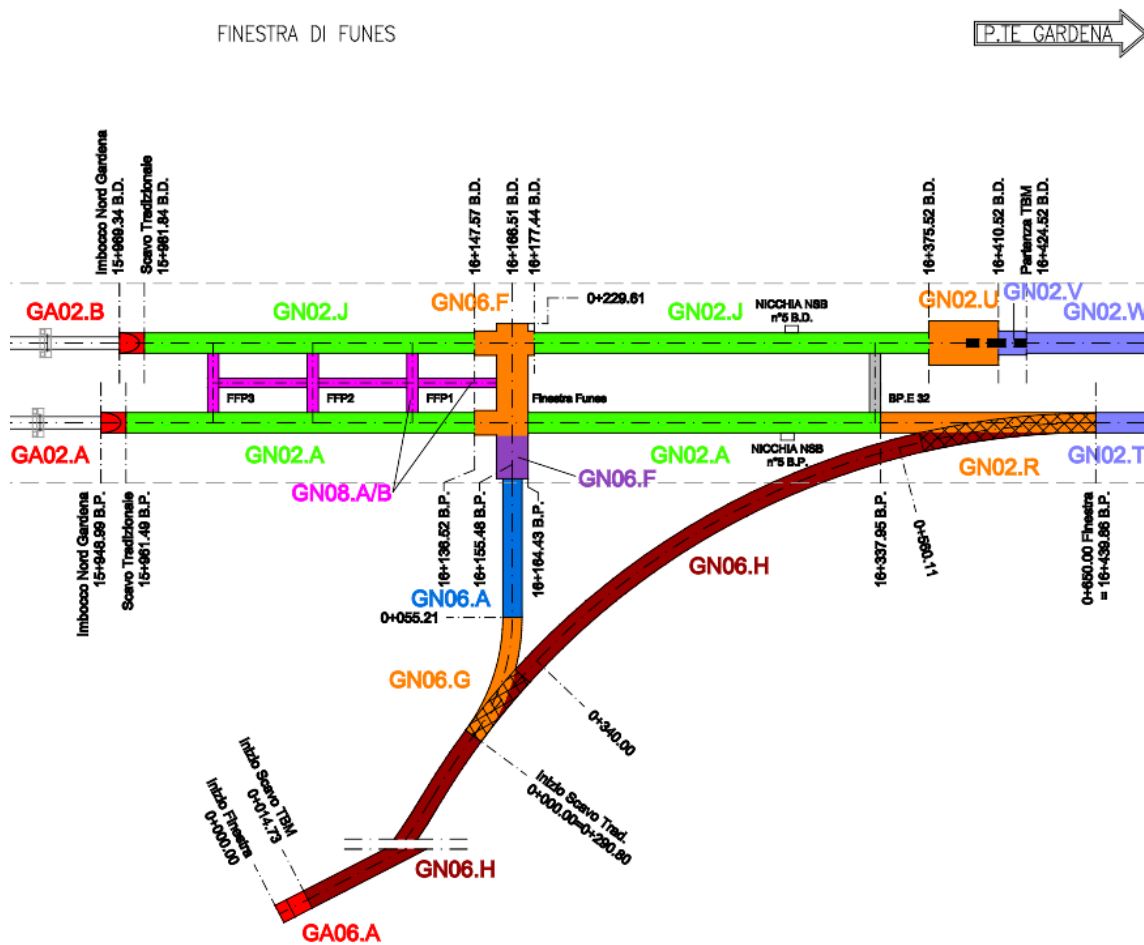 FINESTRA DI FUNES
P.TE GARDENA
Imbocco Nord Gardena
15+969.34 B.D.
Scavo Tradizionale
15+981.84 B.D.
16+147.57 B.D.
16+166.51 B.D.
16+177.44 B.D.
16+375.52 B.D.
16+410.52 B.D.
Partenza TBM
16+424.52 B.D.
GA02.B
GN02.J
GN06.F
0+229.61
GN02.J
NICCHIA NSB
n°5 B.D.
GN02.U
GN02.V
GN02.W
FFP3
FFP2
FFP1
Finestra Funes
BP.E 32
GA02.A
GN02.A
GN08.A/B
GN06.F
GN02.A
NICCHIA NSB
n°5 B.P.
GN02.R
GN02.T
Imbocco Nord Gardena
15+948.99 B.P.
Scavo Tradizionale
15+961.49 B.P.
16+136.52 B.P.
16+155.48 B.P.
16+164.43 B.P.
16+337.95 B.P.
0+560.11
0+650.00 Finestra
= 16+439.86 B.P.
GN06.H
GN06.A
0+055.21
GN06.G
0+340.00
Inizio Scavo Trad.
0+000.00=0+290.80
Inizio Scavo TBM
0+014.73
Inizio Finestra
0+000.00
GN06.H
GA06.A